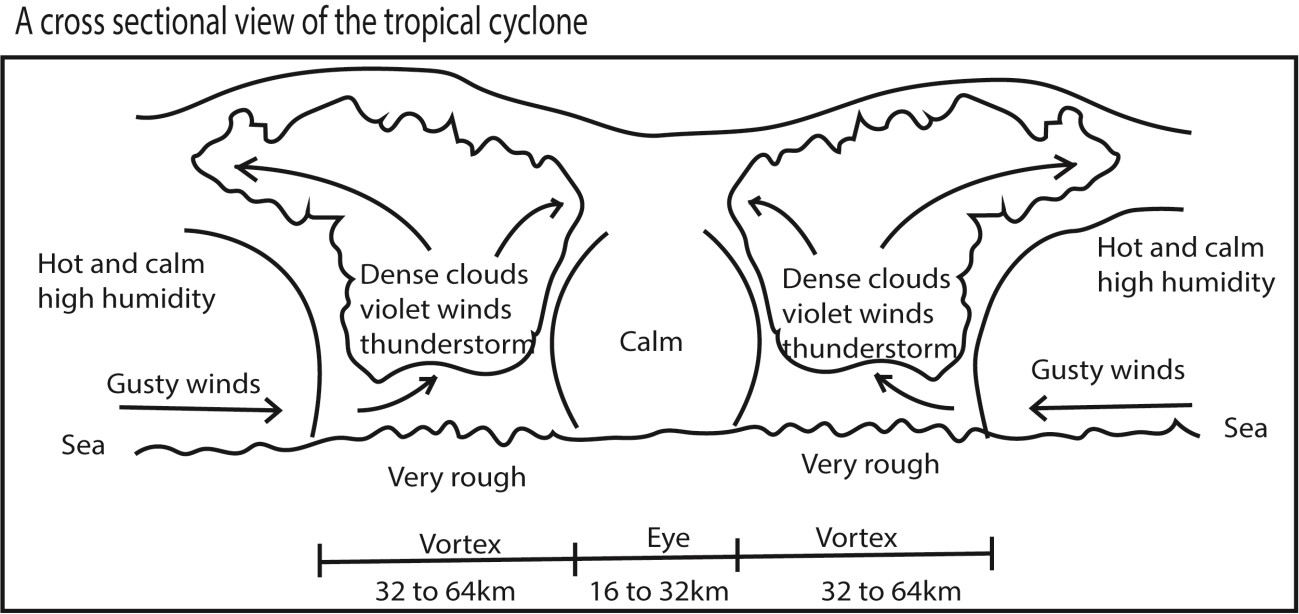 A cross sectional view of the tropical cyclone
Hot and calm
high humidity
Gusty winds
Sea
Dense clouds
violet winds
thunderstorm
Calm
Dense clouds
violet winds
thunderstorm
Hot and calm
high humidity
Gusty winds
Sea
Very rough
Very rough
Vortex
Eye
Vortex
32 to 64km
16 to 32km
32 to 64km